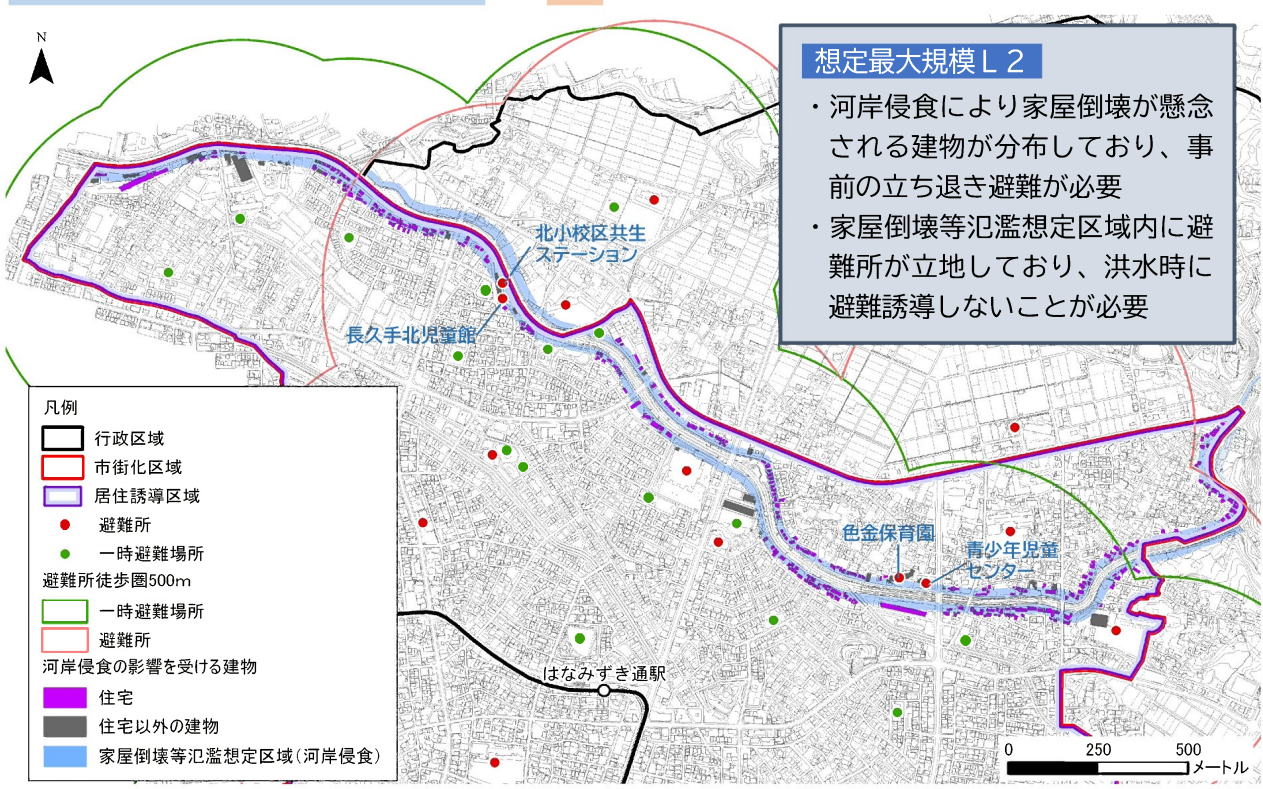 N
想定最大規模Ｌ２
・河岸侵食により家屋倒壊が懸念
される建物が分布しており、事
前の立ち退き避難が必要
・家屋倒壊等氾濫想定区域内に避
難所が立地しており、洪水時に
避難誘導しないことが必要
北小校区共生
ステーション
長久手北児童館
色金保育園
青少年児童
センター
はなみずき通駅
凡例
行政区域
市街化区域
居住誘導区域
避難所
一時避難場所
避難所徒歩圏500m
一時避難場所
避難所
河岸侵食の影響を受ける建物
住宅
住宅以外の建物
家屋倒壊等氾濫想定区域(河岸侵食)
0 250 500
メートル